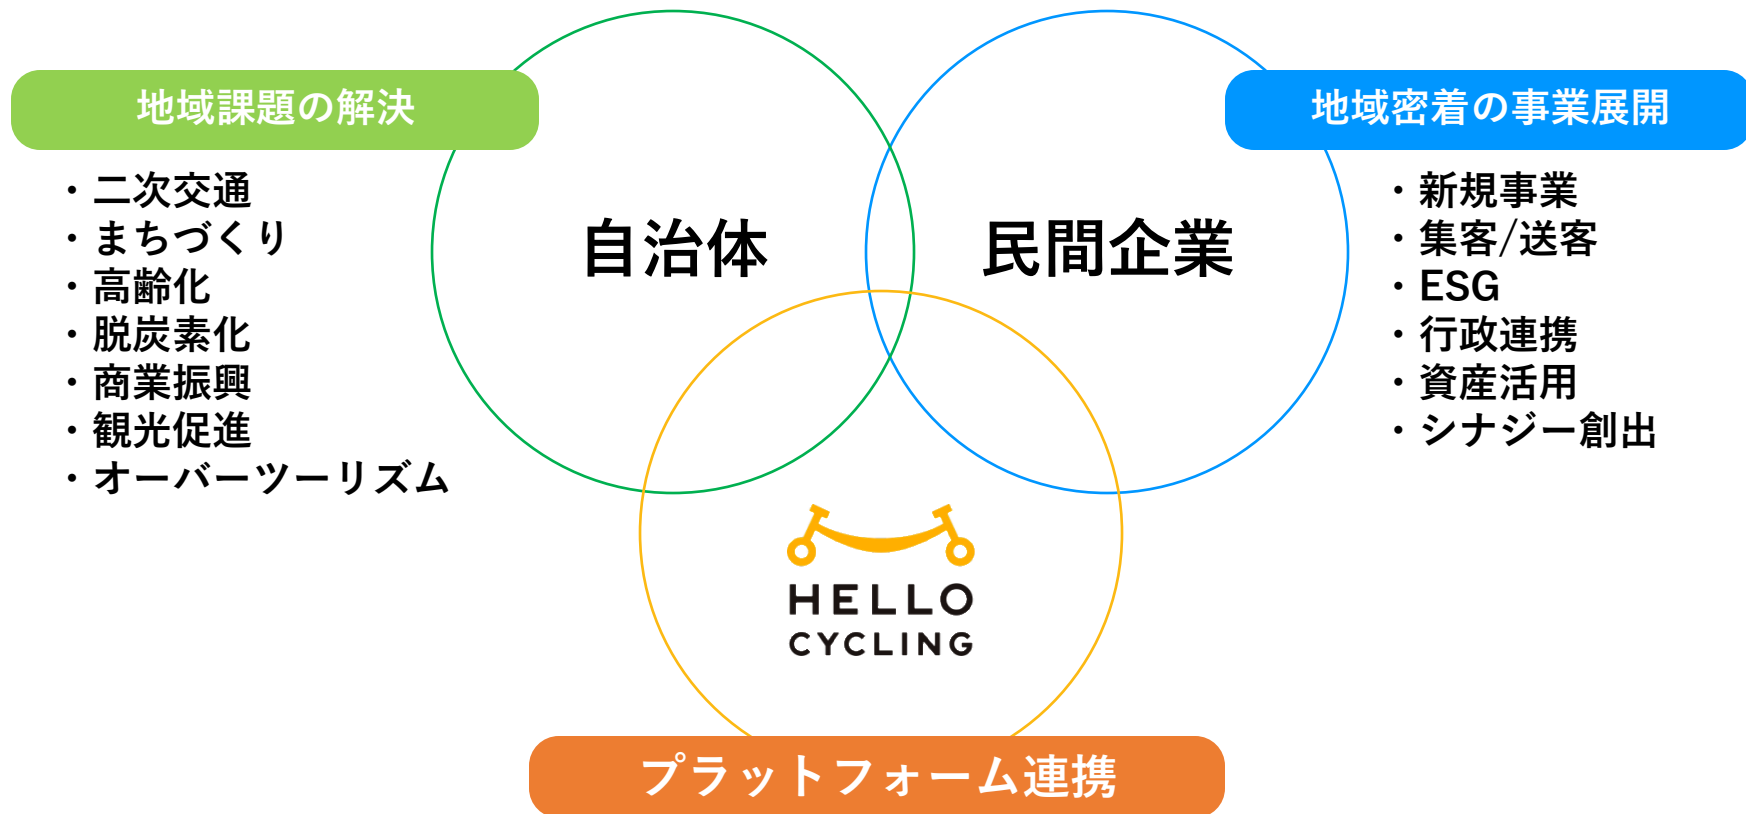 地域課題の解決
・二次交通
・まちづくり
・高齢化
・脱炭素化
・商業振興
・観光促進
・オーバーツーリズム
自治体
民間企業
地域密着の事業展開
・新規事業
・集客/送客
・ESG
・行政連携
・資産活用
・シナジー創出
HELLO
CYCLING
プラットフォーム連携